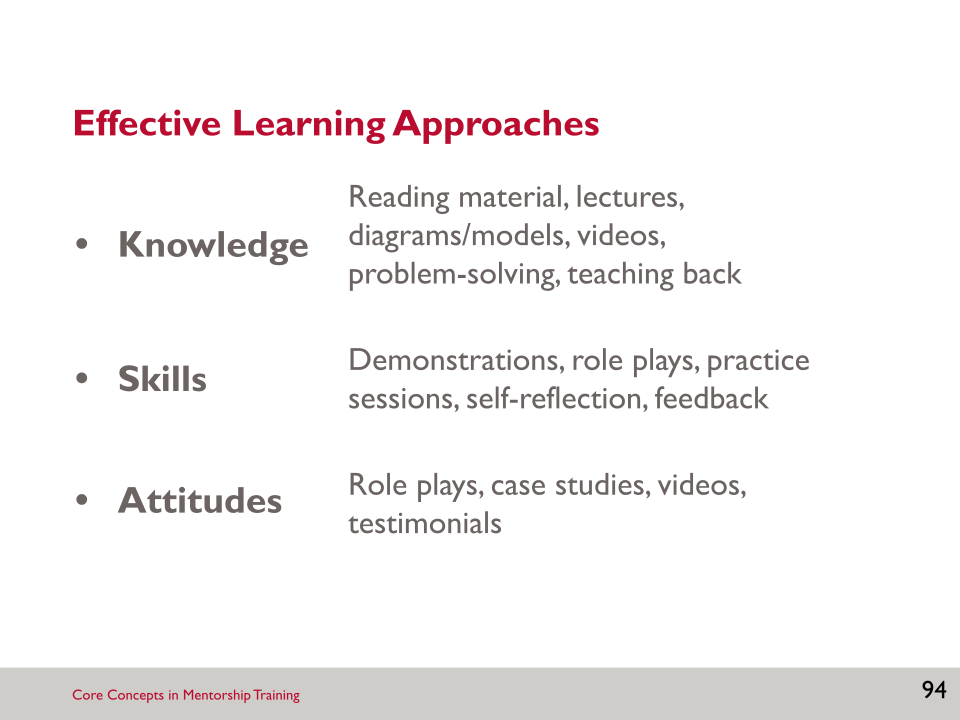 Effective Learning Approaches
• Knowledge
Reading material, lectures,
diagrams/models, videos,
problem-solving, teaching back
• Skills
Demonstrations, role plays, practice
sessions, self-reflection, feedback
• Attitudes
Role plays, case studies, videos,
testimonials
Core Concepts in Mentorship Training
94